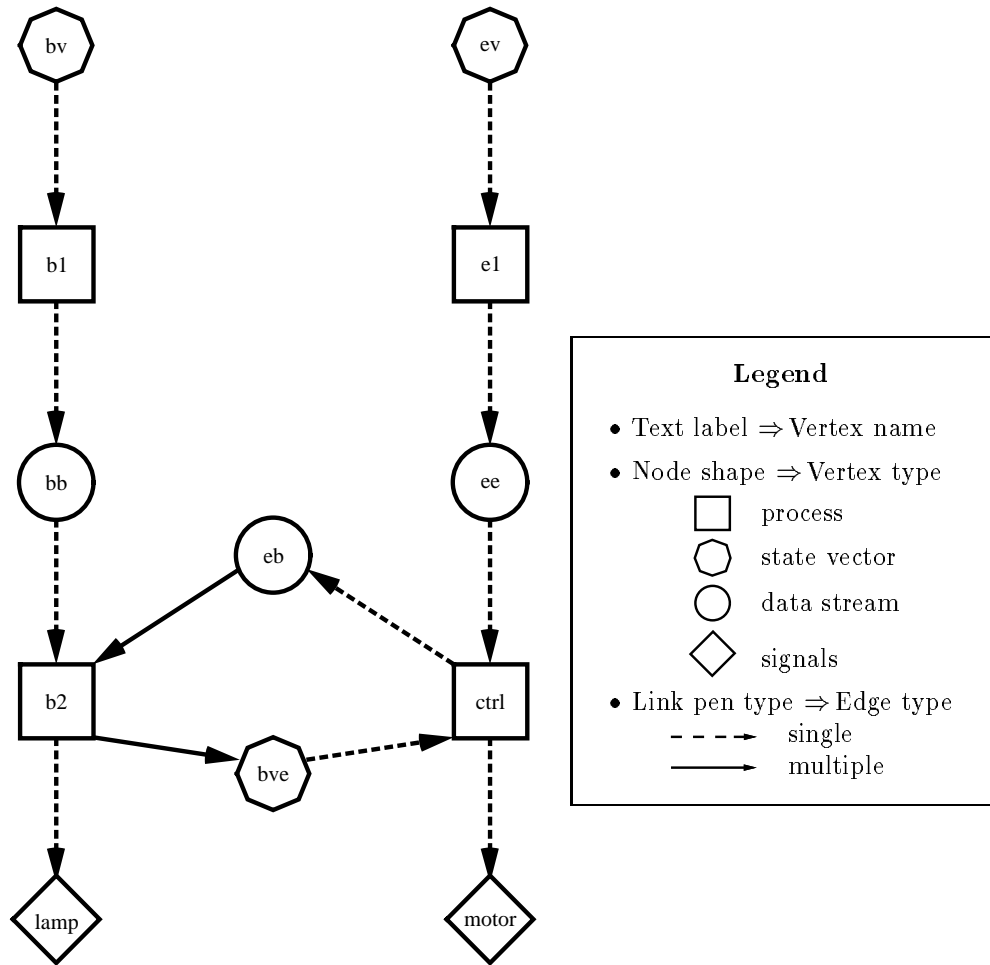 bv
ev
b1
e1
bb
ee
eb
b2
ctrl
bve
lamp
motor
Legend
• Text label ⇒ Vertex name
• Node shape ⇒ Vertex type
process
state vector
data stream
signals
• Link pen type ⇒ Edge type
single
multiple